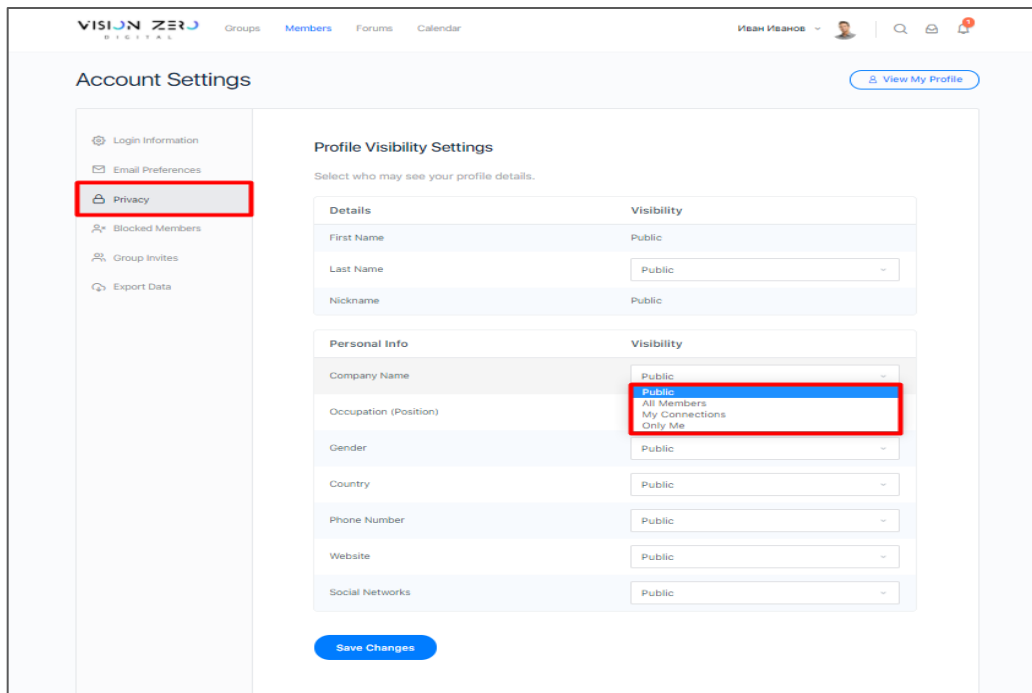 VISION ZERO
DIGITAL
Groups Members Forums Calendar
Иван Иванов
1
Account Settings
View My Profile
Login Information
Email Preferences
Privacy
Blocked Members
Group Invites
Export Data
Profile Visibility Settings
Select who may see your profile details.
Details Visibility
First Name Public
Last Name Public
Nickname Public
Personal Info Visibility
Company Name Public
Public
All Members
My Connections
Only Me
Occupation (Position)
Gender Public
Country Public
Phone Number Public
Website Public
Social Networks Public
Save Changes